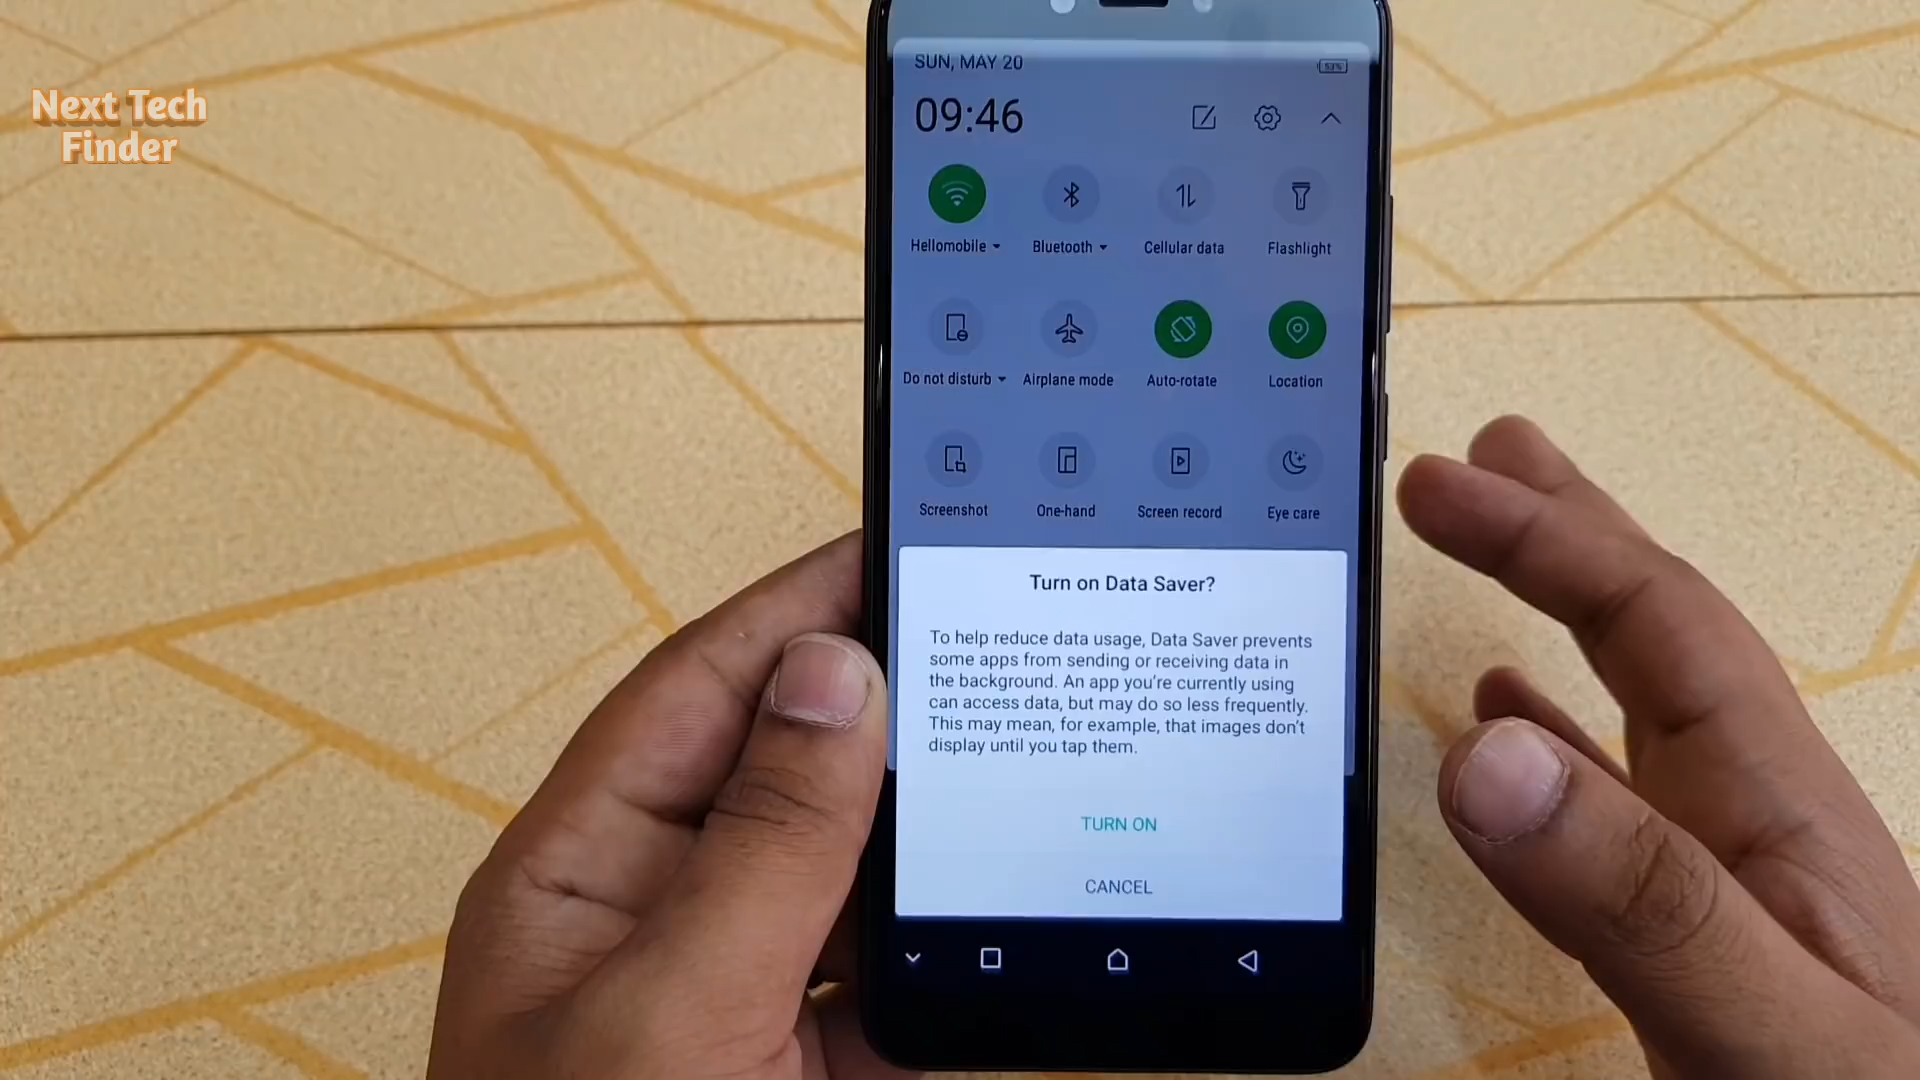 Next Tech
Finder
SUN, MAY 20
53%
09:46
Hellomobile
Bluetooth
Cellular data
Flashlight
Do not disturb
Airplane mode
Auto-rotate
Location
Screenshot
One-hand
Screen record
Eye care
Turn on Data Saver?
To help reduce data usage, Data Saver prevents
some apps from sending or receiving data in
the background. An app you're currently using
can access data, but may do so less frequently.
This may mean, for example, that images don't
display until you tap them.
TURN ON
CANCEL